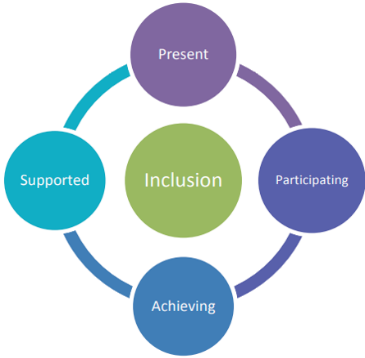 Present
Supported
Inclusion
Participating
Achieving